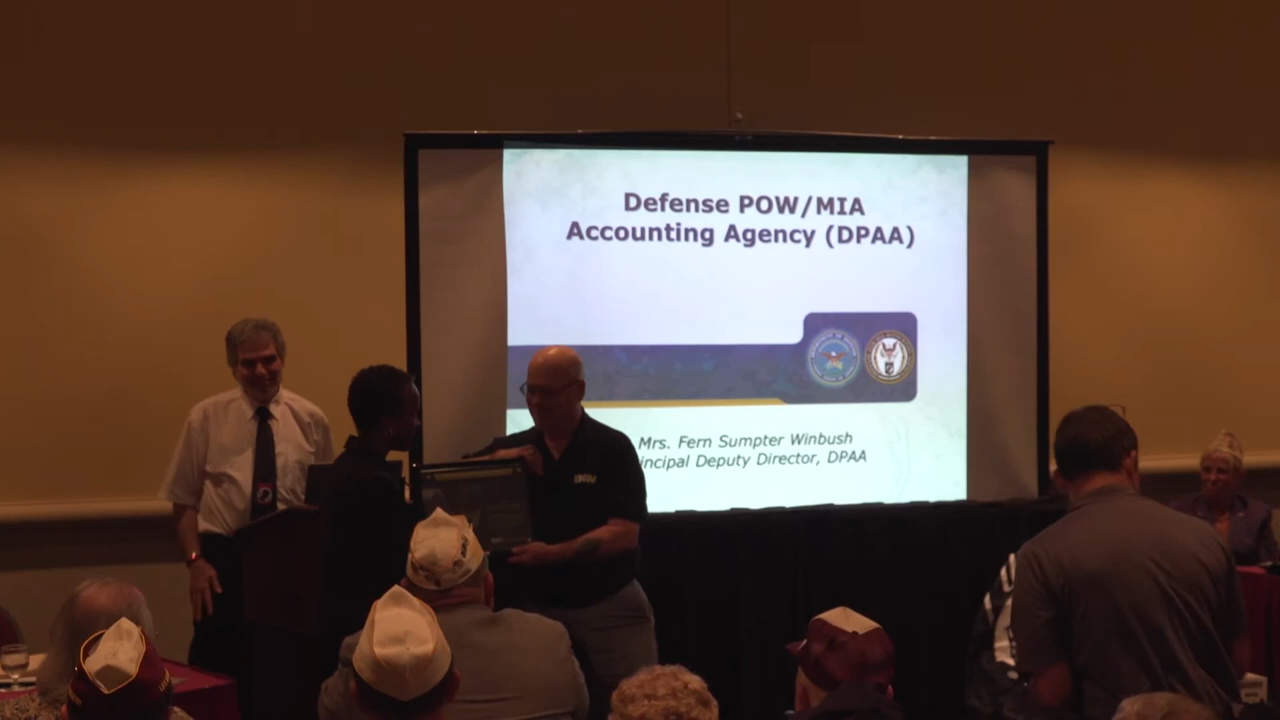 Defense POW/MIA
Accounting Agency (DPAA)
Mrs. Fern Sumpter Winbush
Deputy Director, DPAA